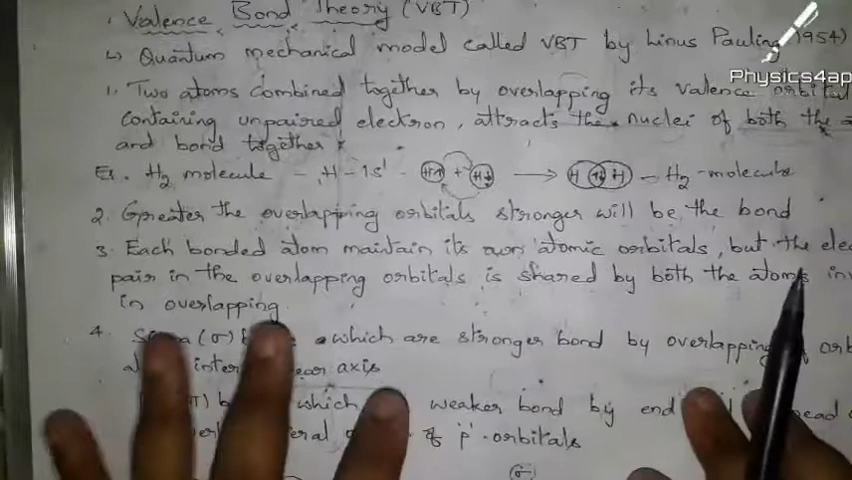 Valence Bond Theory (VBT)
↳ Quantum mechanical model called VBT by Linus Pauling 1954)
Physics4ap
1. Two atoms combined together by overlapping its valence orbital
containing unpaired electron, attracts the nuclei of both the
and bond together
Ex. H2 molecule - H - 1s¹ - H↑ + H↓ → H ↑↓ H - H2 - molecule
2. Greater the overlapping orbitals stronger will be the bond
3. Each bonded atom maintain its own atomic orbitals, but the elec
pair in the overlapping orbitals is shared by both the atoms in
in overlapping.
4. (σ) which are stronger bond by overlapping
inter axis
which weaker bond by end
of 'p'-orbitals
σ